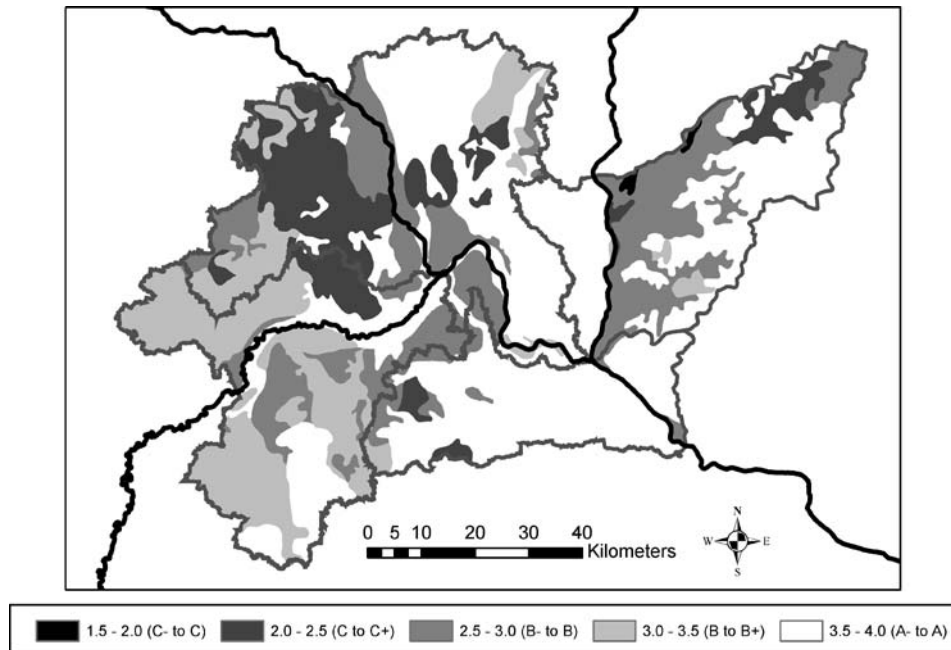 N
W E
S
0 5 10 20 30 40
Kilometers
1.5 - 2.0 (C- to C) 2.0 - 2.5 (C to C+) 2.5 - 3.0 (B- to B) 3.0 - 3.5 (B to B+) 3.5 - 4.0 (A- to A)